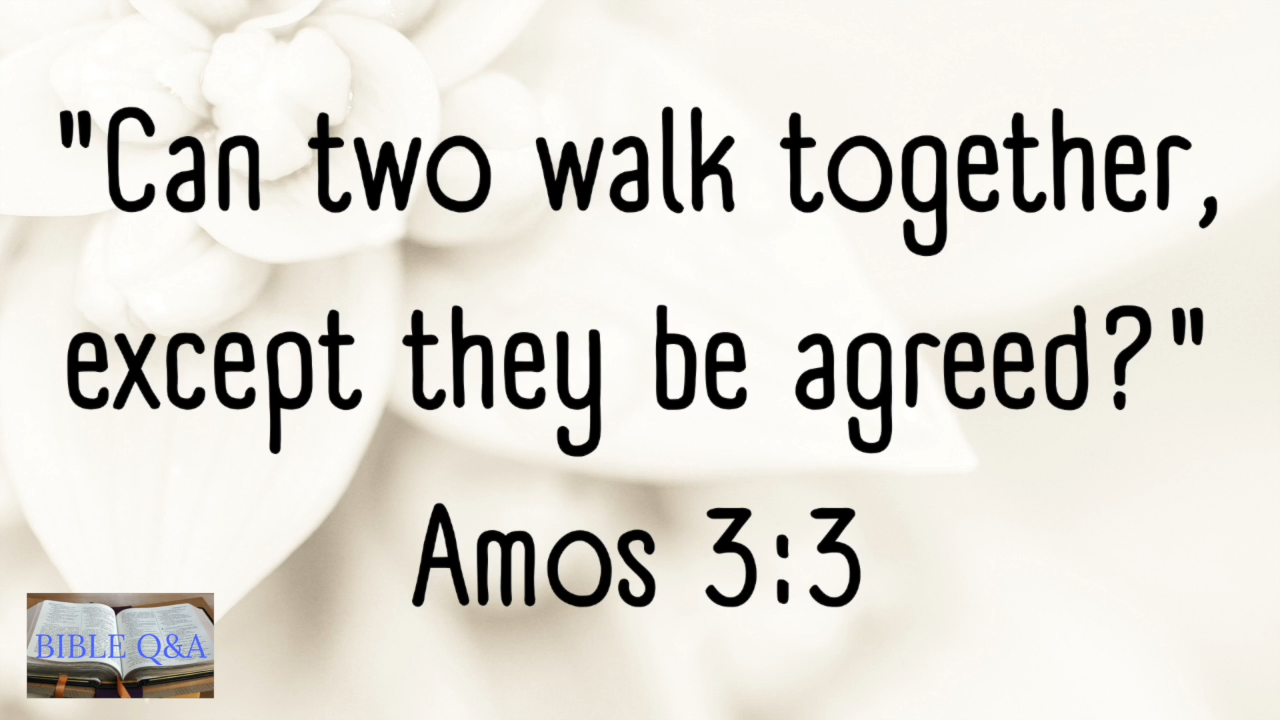 "Can two walk together,
except they be agreed?"
Amos 3:3
BIBLE Q&A